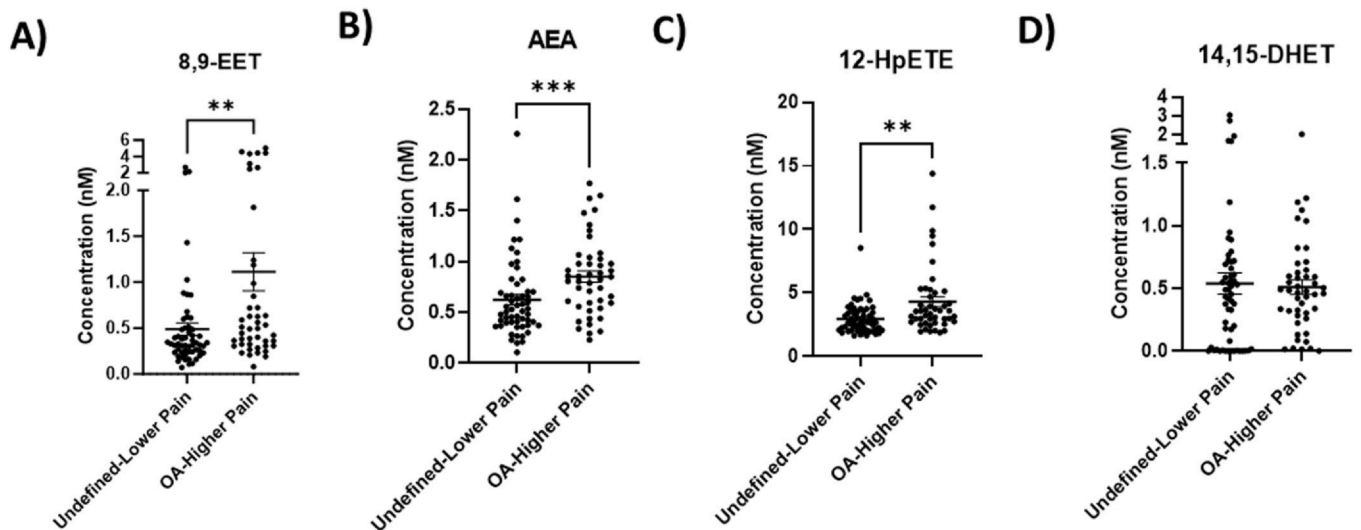 A)
8,9-EET
**
Concentration (nM)
6
4
2
2.0
1.5
1.0
0.5
0.0
Undefined-Lower Pain
OA-Higher Pain
B)
AEA
***
Concentration (nM)
2.5
2.0
1.5
1.0
0.5
0.0
Undefined-Lower Pain
OA-Higher Pain
C)
12-HpETE
**
Concentration (nM)
20
15
10
5
0
Undefined-Lower Pain
OA-Higher Pain
D)
14,15-DHET
Concentration (nM)
4
3
2
1.5
1.0
0.5
0.0
Undefined-Lower Pain
OA-Higher Pain